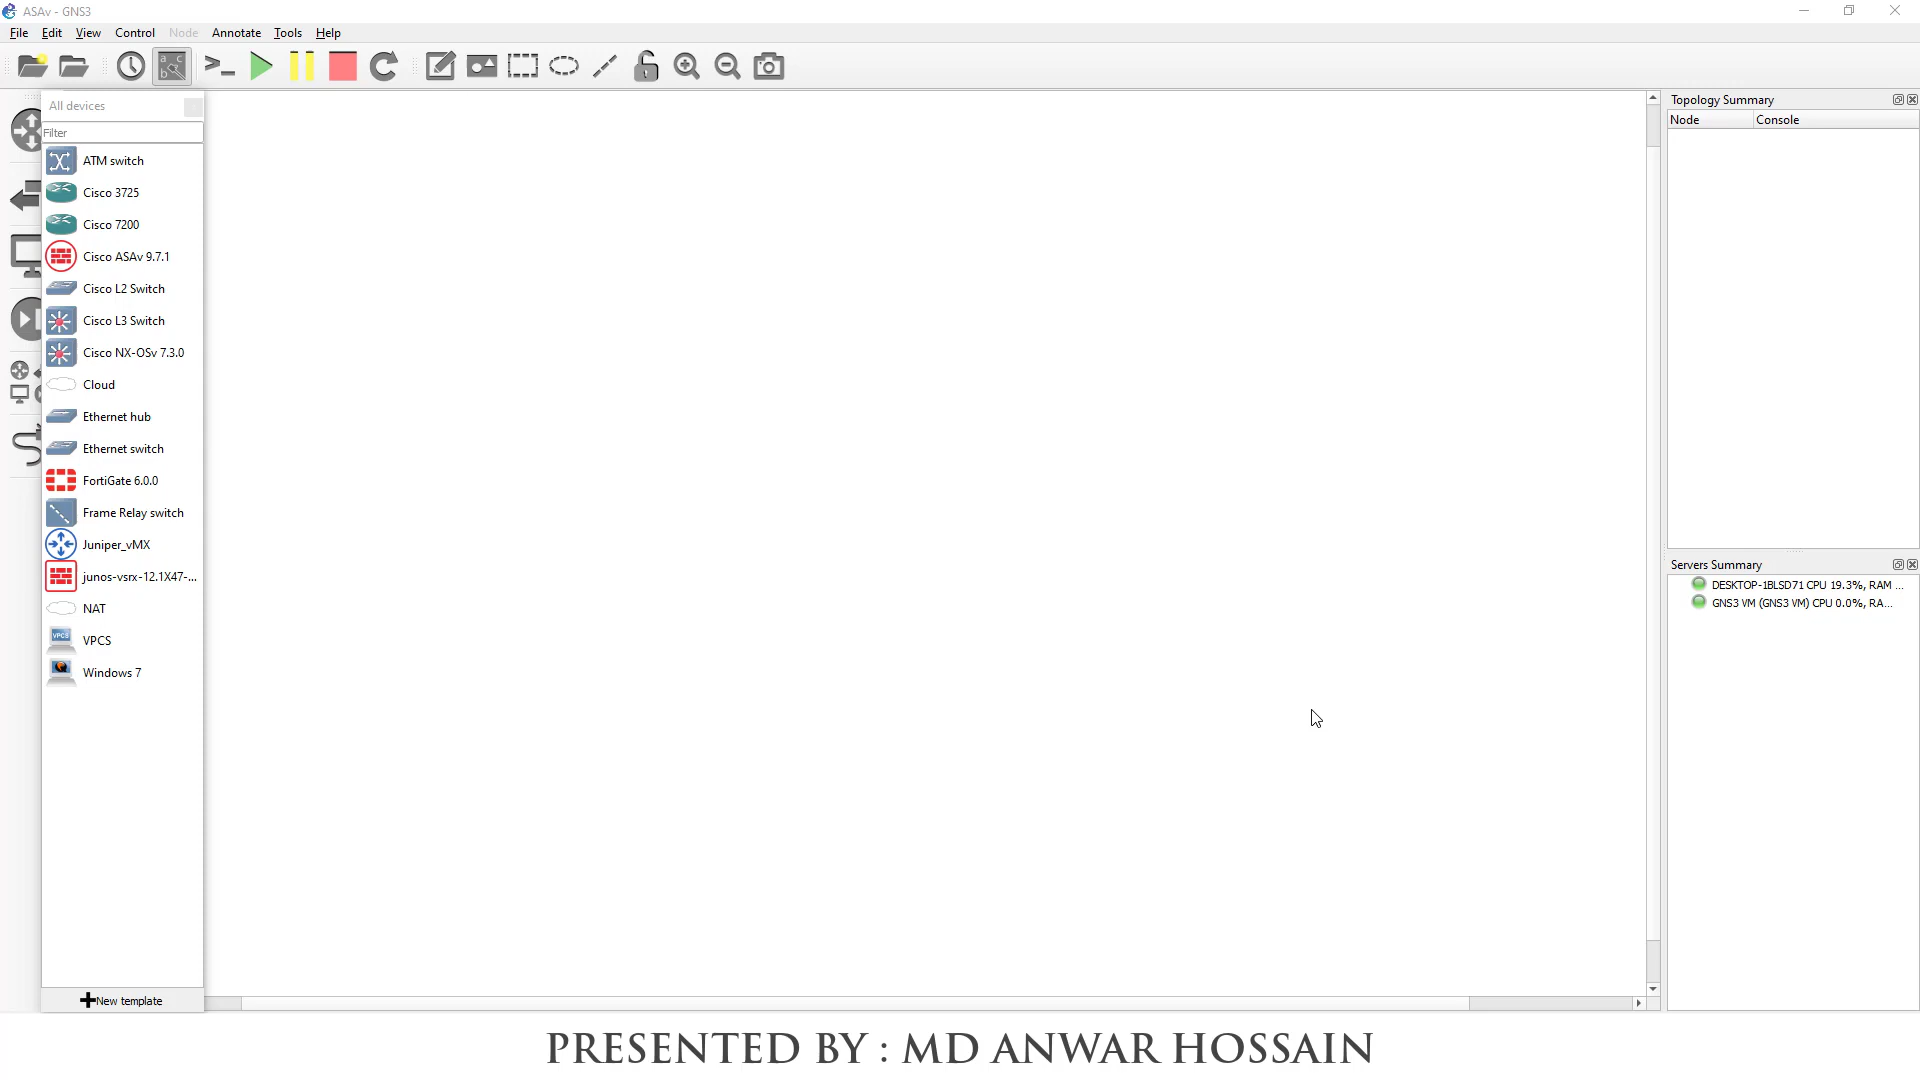 ASAv - GNS3
File Edit View Control Node Annotate Tools Help
All devices
Filter
ATM switch
Cisco 3725
Cisco 7200
Cisco ASAv 9.7.1
Cisco L2 Switch
Cisco L3 Switch
Cisco NX-OSv 7.3.0
Cloud
Ethernet hub
Ethernet switch
FortiGate 6.0.0
Frame Relay switch
Juniper_vMX
junos-vsrx-12.1X47-...
NAT
VPCS
VPCS
Windows 7
New template
Topology Summary
Node Console
Servers Summary
DESKTOP-1BLSD71 CPU 19.3%, RAM ...
GNS3 VM (GNS3 VM) CPU 0.0%, RA...
PRESENTED BY : MD ANWAR HOSSAIN